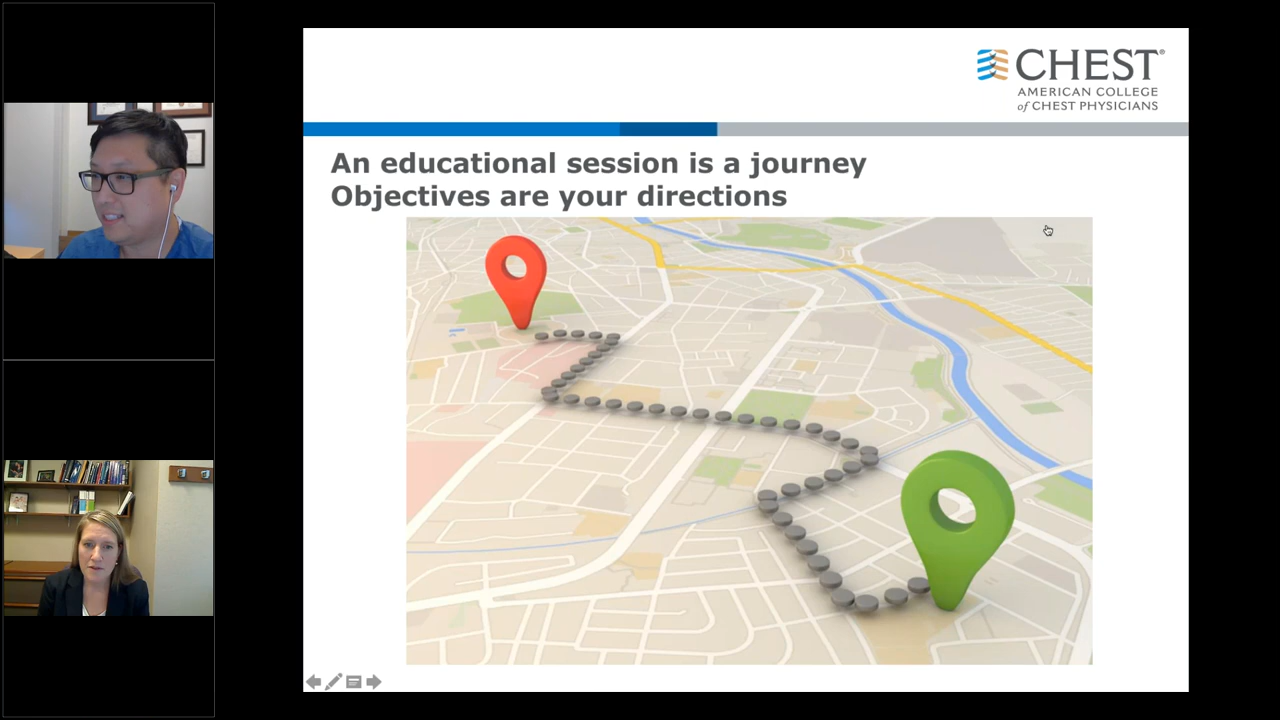 CHEST®
AMERICAN COLLEGE
of CHEST PHYSICIANS
An educational session is a journey
Objectives are your directions